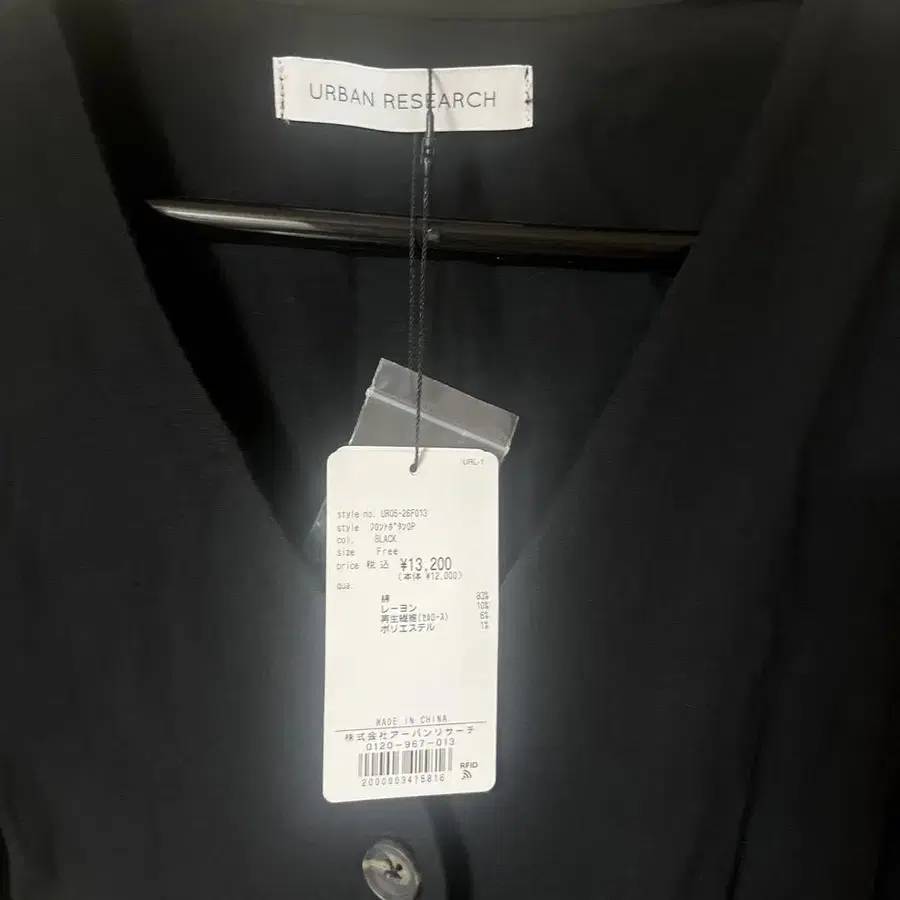 URBAN RESEARCH
URL-1
style no. UR05-26F013
style フロントボタンOP
col. BLACK
size Free
price 税込 ¥13,200
(本体 ¥12,000)
qua.
綿 83%
レーヨン 10%
再生繊維(セルロース) 6%
ポリエステル 1%
MADE IN CHINA
株式会社アーバンリサーチ
0120-967-013
RFID
2000003415816